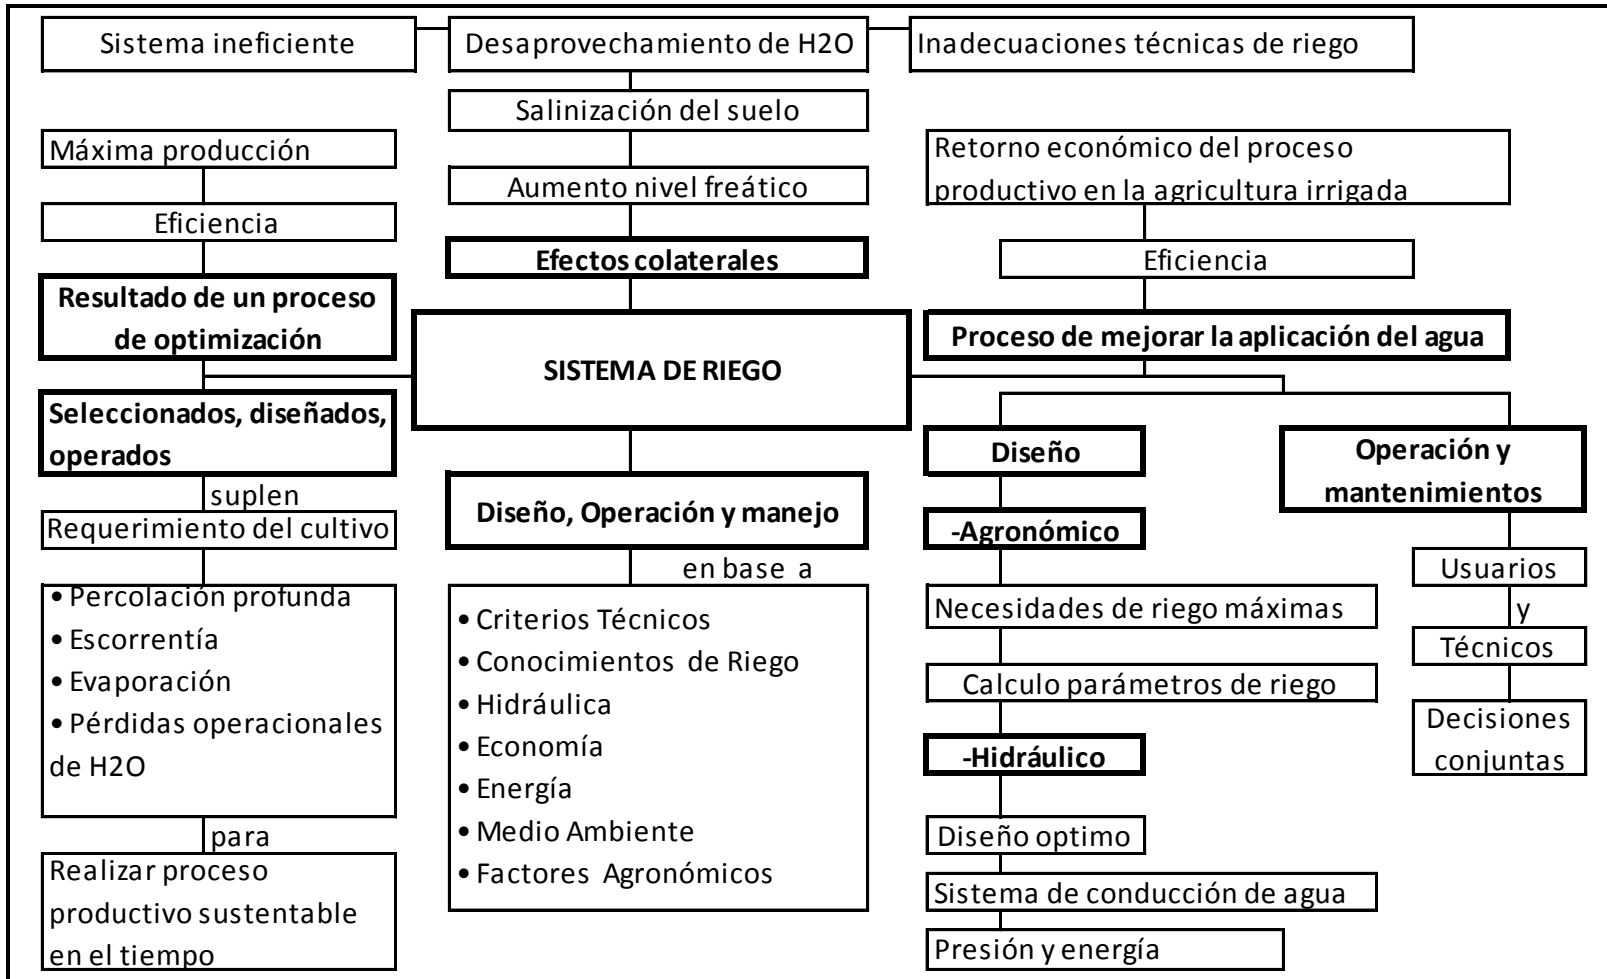 Sistema ineficiente
Desaprovechamiento de H2O
Inadecuaciones técnicas de riego
Salinización del suelo
Aumento nivel freático
Efectos colaterales
Máxima producción
Eficiencia
Resultado de un proceso
de optimización
Retorno económico del proceso
productivo en la agricultura irrigada
Eficiencia
Proceso de mejorar la aplicación del agua
SISTEMA DE RIEGO
Seleccionados, diseñados,
operados
suplen
Requerimiento del cultivo
• Percolación profunda
• Escorrentía
• Evaporación
• Pérdidas operacionales
de H2O
para
Realizar proceso
productivo sustentable
en el tiempo
Diseño, Operación y manejo
en base a
• Criterios Técnicos
• Conocimientos de Riego
• Hidráulica
• Economía
• Energía
• Medio Ambiente
• Factores Agronómicos
Diseño
-Agronómico
Necesidades de riego máximas
Calculo parámetros de riego
-Hidráulico
Diseño optimo
Sistema de conducción de agua
Presión y energía
Operación y
mantenimientos
Usuarios
y
Técnicos
Decisiones
conjuntas